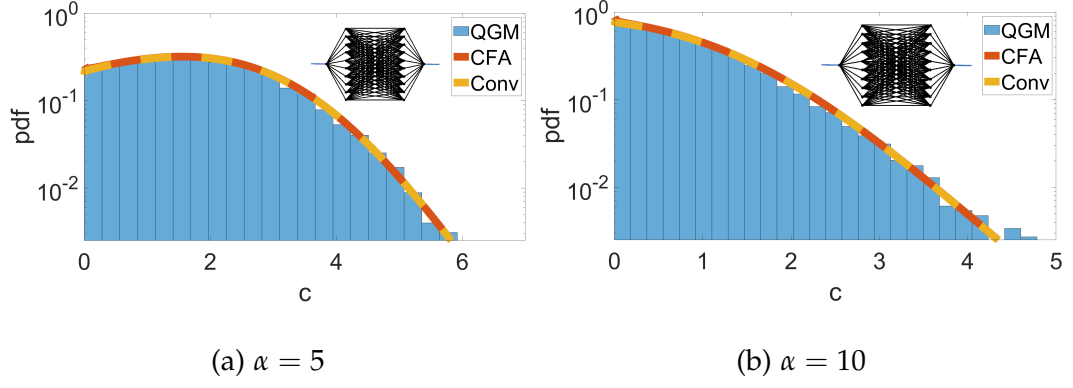 10^0
10^-1
10^-2
pdf
0 2 4 6
c
QGM
CFA
Conv
(a) α = 5
10^0
10^-1
10^-2
pdf
0 1 2 3 4 5
c
QGM
CFA
Conv
(b) α = 10